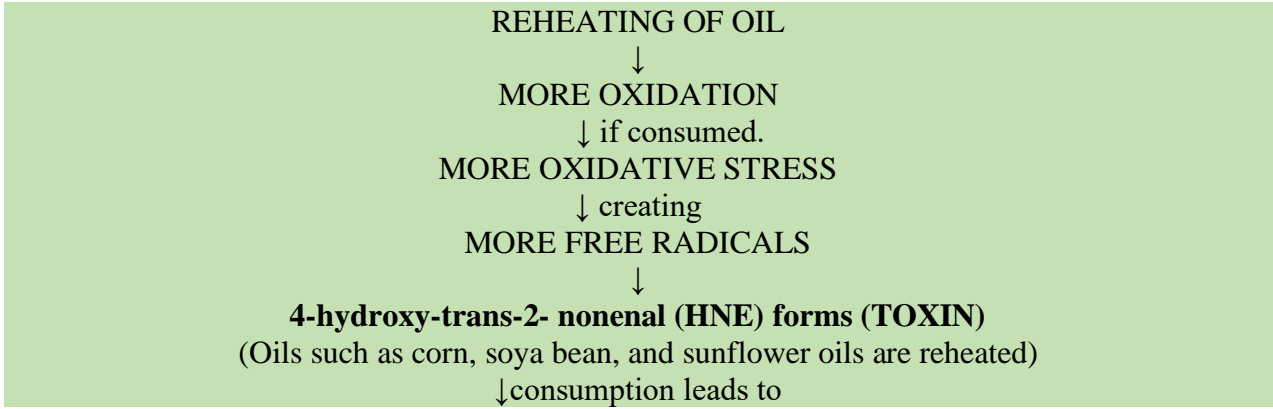 REHEATING OF OIL
↓
MORE OXIDATION
↓ if consumed.
MORE OXIDATIVE STRESS
↓ creating
MORE FREE RADICALS
↓
4-hydroxy-trans-2- nonenal (HNE) forms (TOXIN)
(Oils such as corn, soya bean, and sunflower oils are reheated)
↓consumption leads to